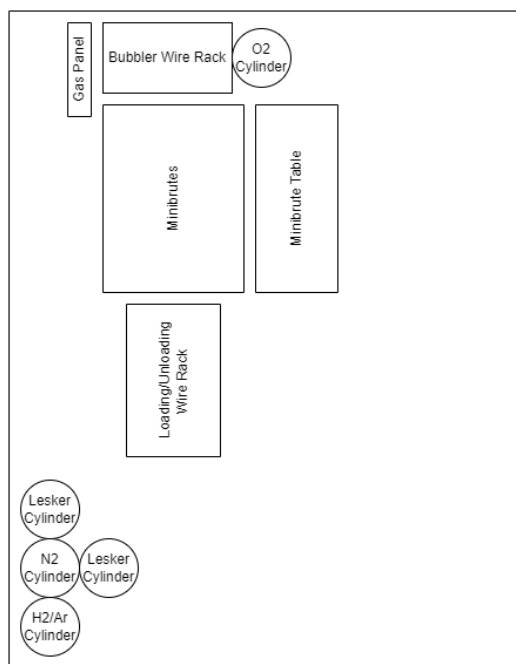 Gas Panel
Bubbler Wire Rack
O2
Cylinder
Minibrutes
Minibrute Table
Loading/Unloading
Wire Rack
Lesker
Cylinder
N2
Cylinder
Lesker
Cylinder
H2/Ar
Cylinder